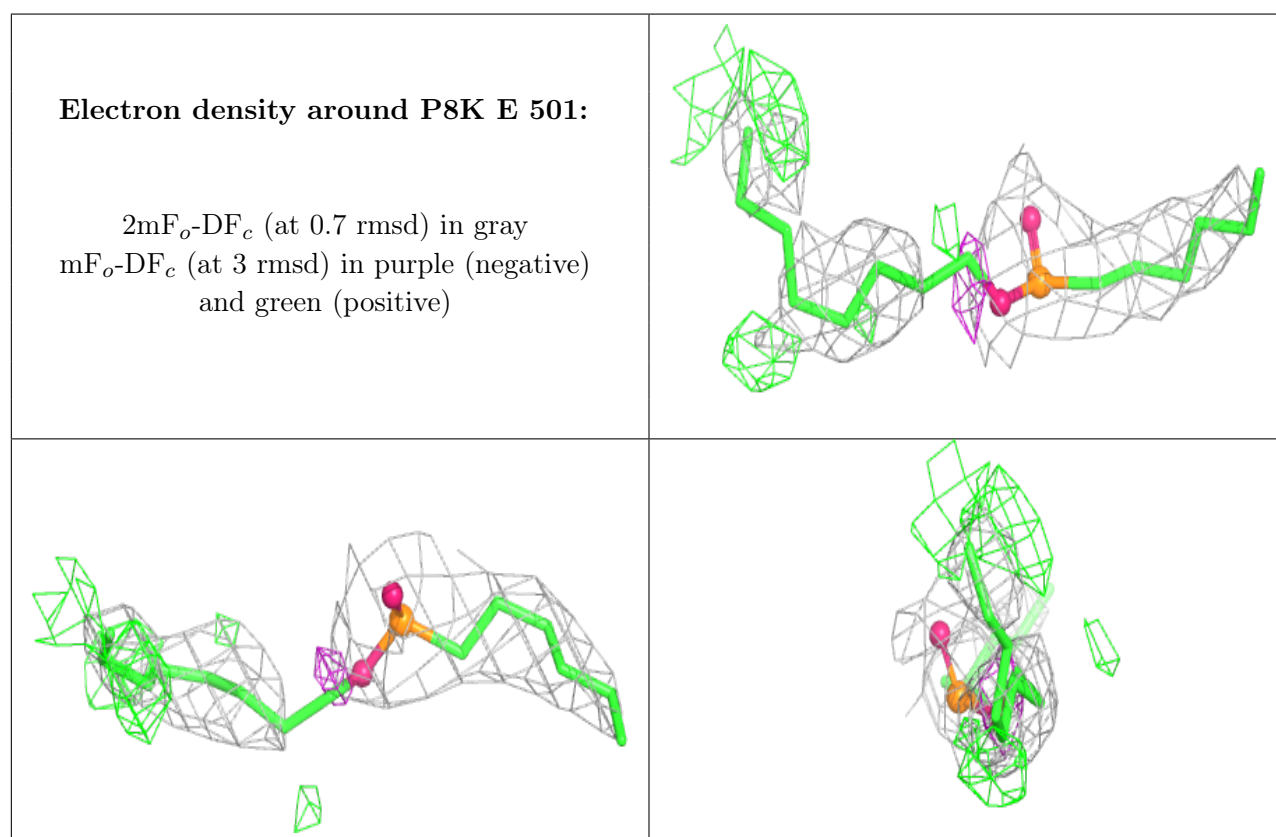 Electron density around P8K E 501:
2mFo-DFc (at 0.7 rmsd) in gray
mFo-DFc (at 3 rmsd) in purple (negative)
and green (positive)